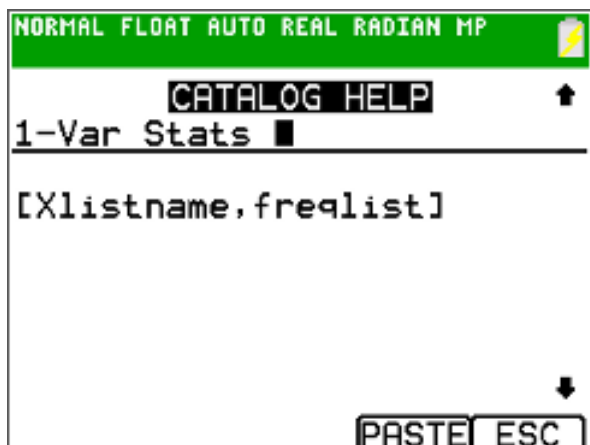 NORMAL FLOAT AUTO REAL RADIAN MP
CATALOG HELP
1-Var Stats
[Xlistname,freqlist]
PASTE ESC